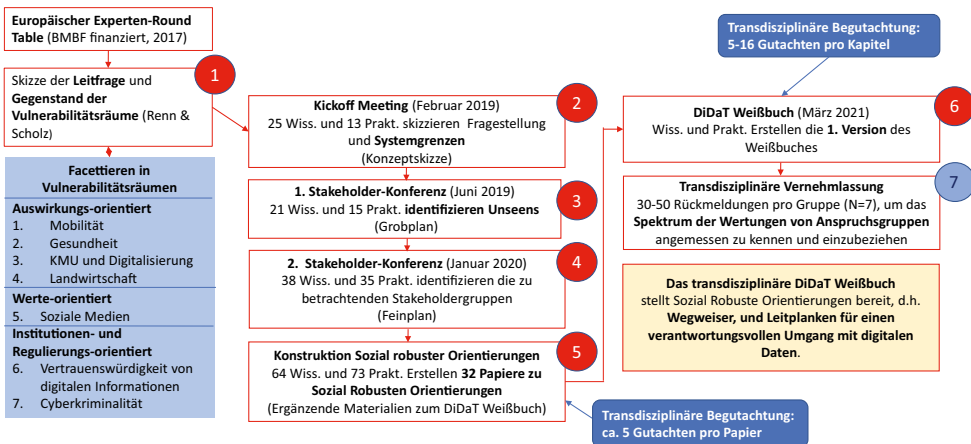 Europäischer Experten-Round
Table (BMBF finanziert, 2017)
1
Skizze der Leitfrage und
Gegenstand der
Vulnerabilitätsräume (Renn &
Scholz)
Facettieren in
Vulnerabilitätsräumen
Auswirkungs-orientiert
1. Mobilität
2. Gesundheit
3. KMU und Digitalisierung
4. Landwirtschaft
Werte-orientiert
5. Soziale Medien
Institutionen- und
Regulierungs-orientiert
6. Vertrauenswürdigkeit von
digitalen Informationen
7. Cyberkriminalität
2
Kickoff Meeting (Februar 2019)
25 Wiss. und 13 Prakt. skizzieren Fragestellung
und Systemgrenzen
(Konzeptskizze)
3
1. Stakeholder-Konferenz (Juni 2019)
21 Wiss. und 15 Prakt. identifizieren Unseens
(Grobplan)
4
2. Stakeholder-Konferenz (Januar 2020)
38 Wiss. und 35 Prakt. identifizieren die zu
betrachtenden Stakeholdergruppen
(Feinplan)
5
Konstruktion Sozial robuster Orientierungen
64 Wiss. und 73 Prakt. Erstellen 32 Papiere zu
Sozial Robusten Orientierungen
(Ergänzende Materialien zum DiDaT Weißbuch)
Transdisziplinäre Begutachtung:
ca. 5 Gutachten pro Papier
Transdisziplinäre Begutachtung:
5-16 Gutachten pro Kapitel
6
DiDaT Weißbuch (März 2021)
Wiss. und Prakt. Erstellen die 1. Version des
Weißbuches
7
Transdisziplinäre Vernehmlassung
30-50 Rückmeldungen pro Gruppe (N=7), um das
Spektrum der Wertungen von Anspruchsgruppen
angemessen zu kennen und einzubeziehen
Das transdisziplinäre DiDaT Weißbuch
stellt Sozial Robuste Orientierungen bereit, d.h.
Wegweiser, und Leitplanken für einen
verantwortungsvollen Umgang mit digitalen
Daten.